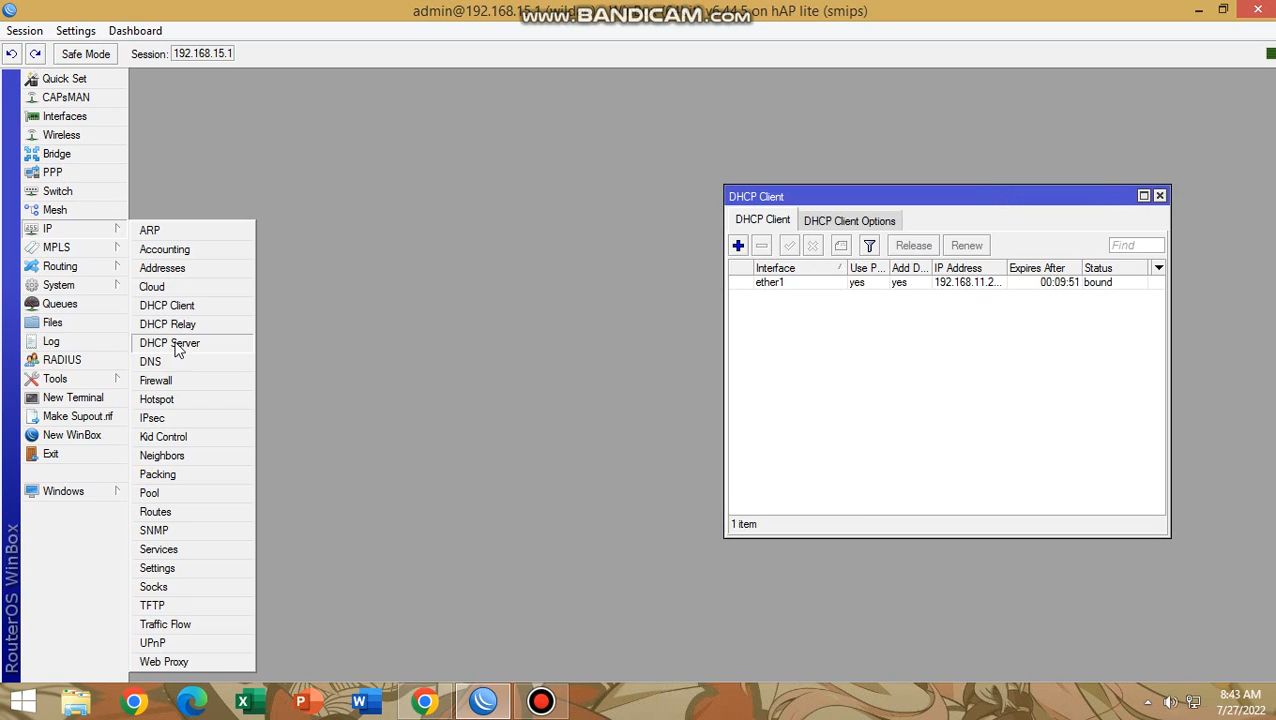 admin@192.168.15.1 (wi
www.BANDICAM.com
v6.44.5 on hAP lite (smips)
Session
Settings
Dashboard
Safe Mode
Session:
192.168.15.1
Quick Set
CAPsMAN
Interfaces
Wireless
Bridge
PPP
Switch
Mesh
IP
MPLS
Routing
System
Queues
Files
Log
RADIUS
Tools
New Terminal
Make Supout.rif
New WinBox
Exit
Windows
RouterOS WinBox
ARP
Accounting
Addresses
Cloud
DHCP Client
DHCP Relay
DHCP Server
DNS
Firewall
Hotspot
IPsec
Kid Control
Neighbors
Packing
Pool
Routes
SNMP
Services
Settings
Socks
TFTP
Traffic Flow
UPnP
Web Proxy
DHCP Client
DHCP Client
DHCP Client Options
Release
Renew
Find
Interface
Use P...
Add D...
IP Address
Expires After
Status
ether1
yes
yes
192.168.11.2...
00:09:51
bound
1 item
8:43 AM
7/27/2022